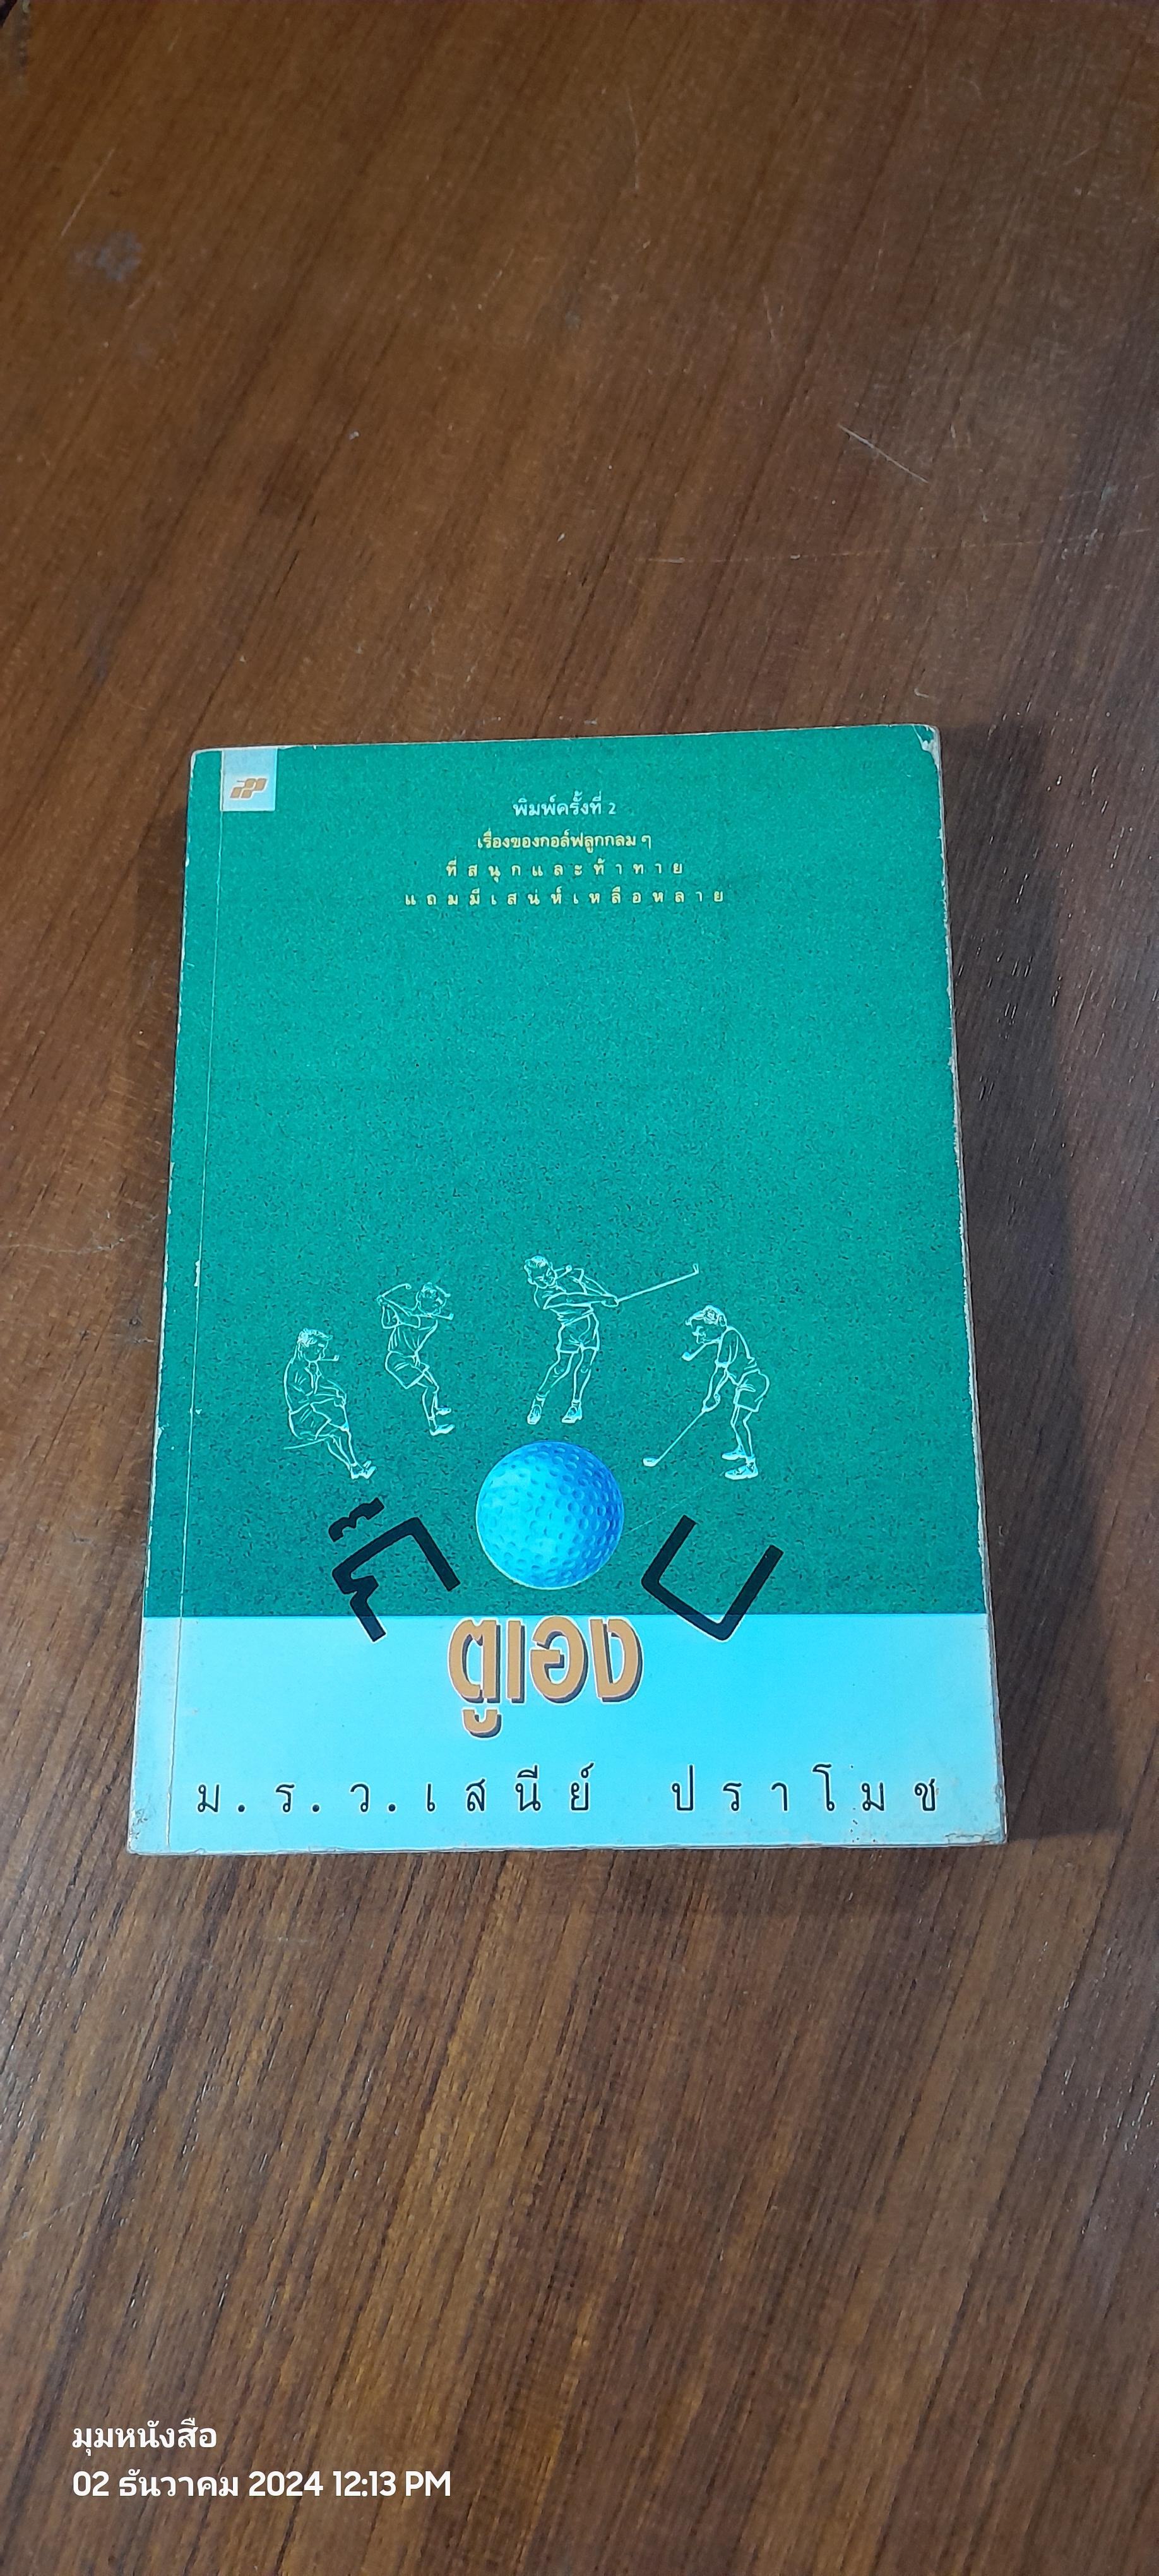 พิมพ์ครั้งที่ 2
เรื่องของกอล์ฟลูกกลม ๆ
ที่สนุกและท้าทาย
แถมมีเสน่ห์เหลือหลาย
ก๊อบ
ตูเอง
ม.ร.ว.เสนีย์ ปราโมช
มุมหนังสือ
02 ธันวาคม 2024 12:13 PM